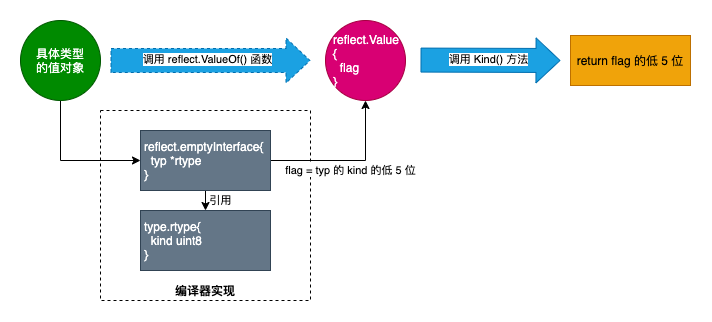 具体类型
的值对象
调用 reflect.ValueOf() 函数
reflect.Value
{
flag
}
调用 Kind() 方法
return flag 的低 5 位
reflect.emptyInterface{
typ *rtype
}
flag = typ 的 kind 的低 5 位
引用
type.rtype{
kind uint8
}
编译器实现